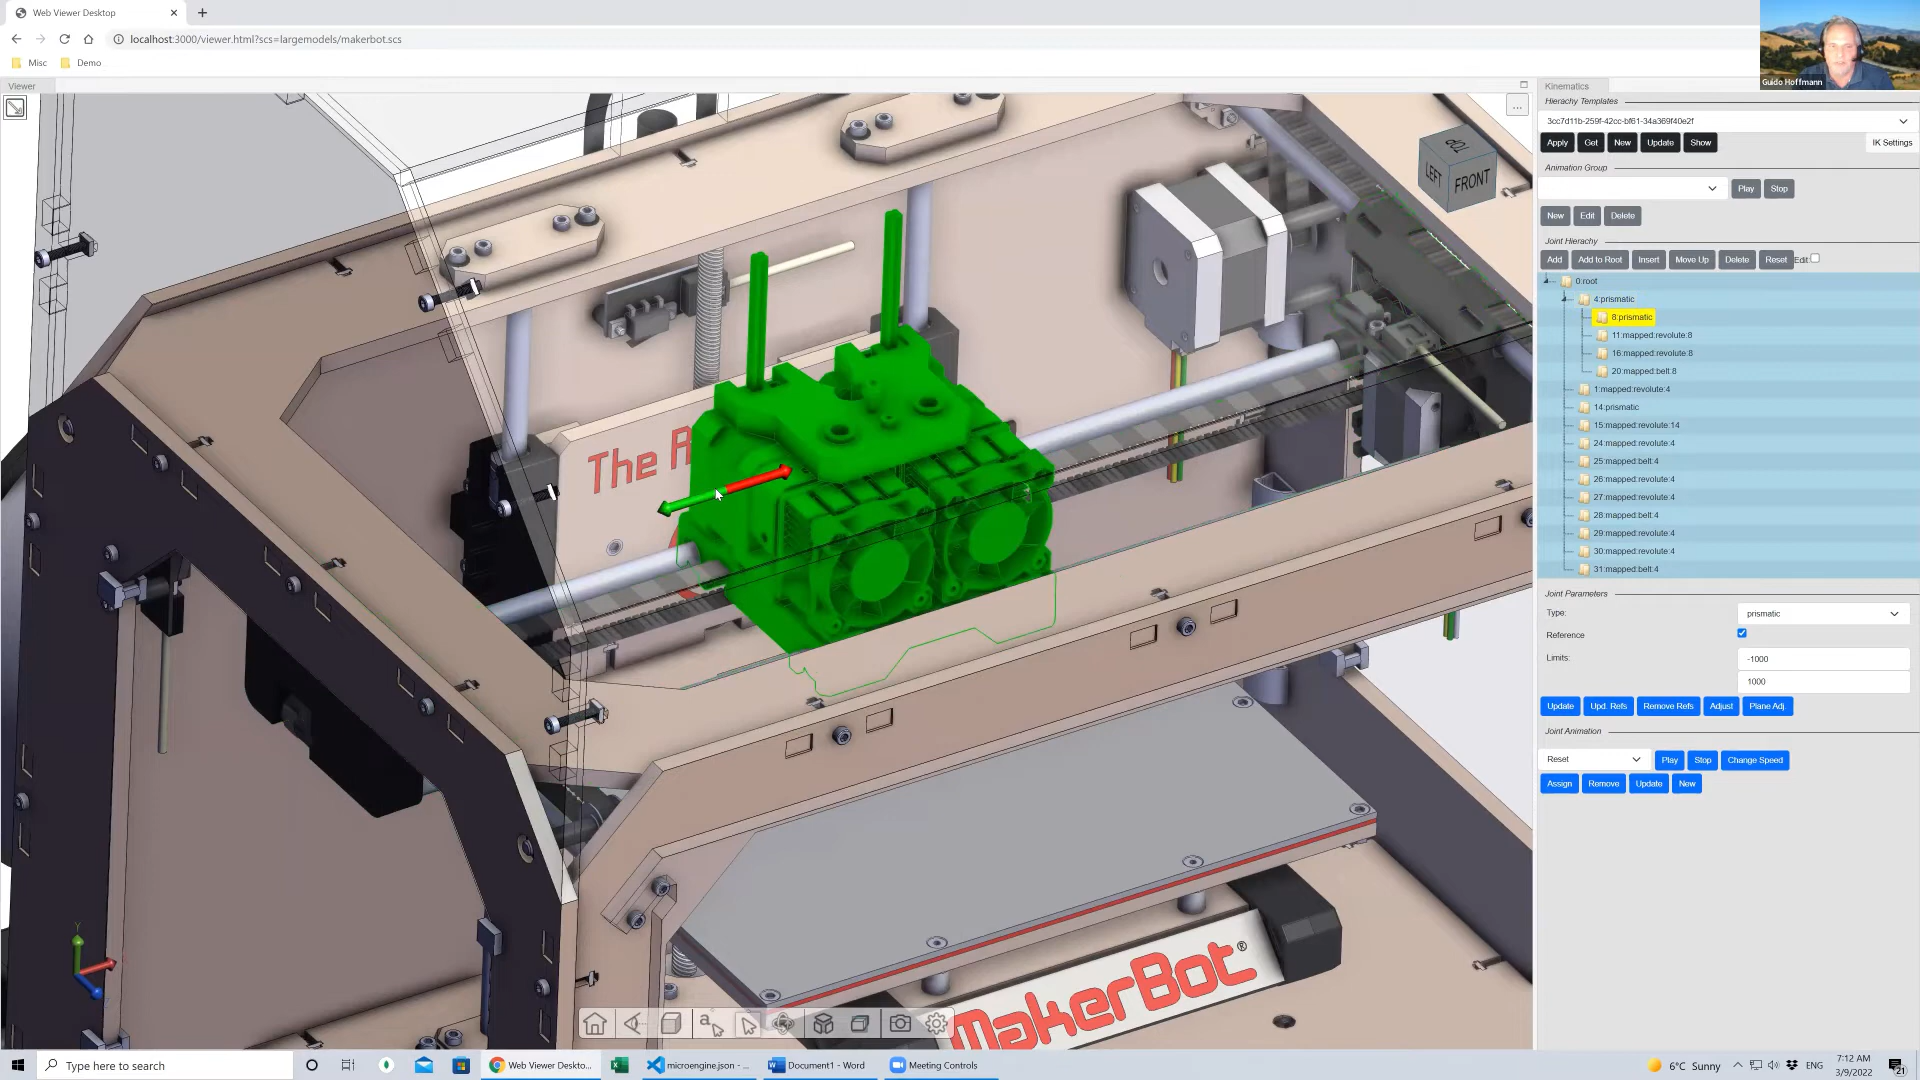 Web Viewer Desktop
localhost:3000/viewer.html?scs=largemodels/makerbot.scs
Misc Demo
Guido Hoffmann
Viewer
The
TOP
LEFT FRONT
MakerBot®
Y
Kinematics
Hierarchy Templates
3cc7d11b-259f-42cc-bf61-34a369f40e2f
Apply Get New Update Show IK Settings
Animation Group
Play Stop
New Edit Delete
Joint Hierachy
Add Add to Root Insert Move Up Delete Reset Edit
0:root
4:prismatic
8:prismatic
11:mapped:revolute:8
16:mapped:revolute:8
20:mapped:belt:8
1:mapped:revolute:4
14:prismatic
15:mapped:revolute:14
24:mapped:revolute:4
25:mapped:belt:4
26:mapped:revolute:4
27:mapped:revolute:4
28:mapped:belt:4
29:mapped:revolute:4
30:mapped:revolute:4
31:mapped:belt:4
Joint Parameters
Type: prismatic
Reference
Limits: -1000
1000
Update Upd. Refs Remove Refs Adjust Plane Adj.
Joint Animation
Reset Play Stop Change Speed
Assign Remove Update New
Type here to search
Web Viewer Deskto...
microengine.json - ...
Document1 - Word
Meeting Controls
6°C Sunny
ENG
7:12 AM
3/9/2022
21